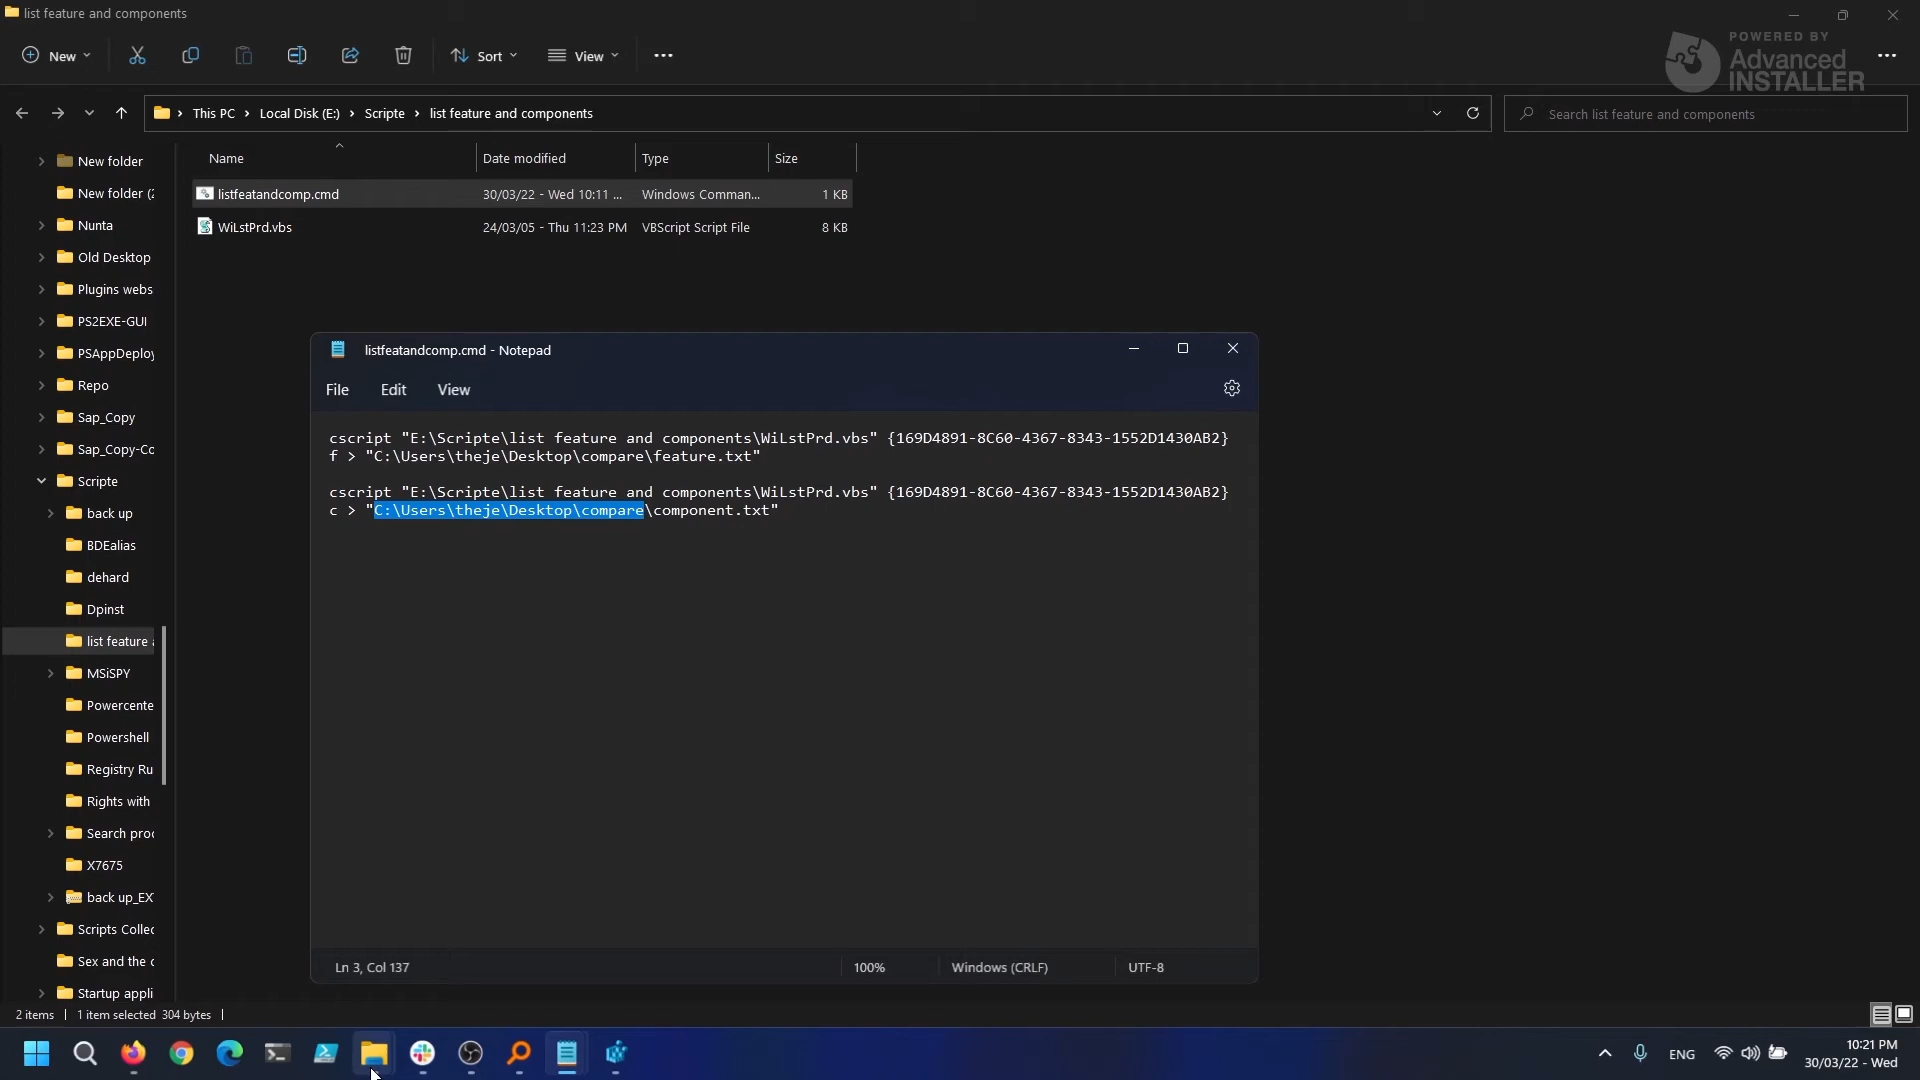 list feature and components
POWERED BY
Advanced
INSTALLER
New
Sort
View
This PC
Local Disk (E:)
Scripte
list feature and components
Search list feature and components
Name
Date modified
Type
Size
listfeatandcomp.cmd
30/03/22 - Wed 10:11 ...
Windows Comman...
1 KB
WiLstPrd.vbs
24/03/05 - Thu 11:23 PM
VBScript Script File
8 KB
New folder
New folder (2
Nunta
Old Desktop
Plugins webs
PS2EXE-GUI
PSAppDeploy
Repo
Sap_Copy
Sap_Copy-Co
Scripte
back up
BDEalias
dehard
Dpinst
list feature a
MSiSPY
Powercente
Powershell
Registry Ru
Rights with
Search proc
X7675
back up_EX
Scripts Collec
Sex and the c
Startup appli
listfeatandcomp.cmd - Notepad
File
Edit
View
cscript "E:\Scripte\list feature and components\WiLstPrd.vbs" {169D4891-8C60-4367-8343-1552D1430AB2}
f > "C:\Users\theje\Desktop\compare\feature.txt"
cscript "E:\Scripte\list feature and components\WiLstPrd.vbs" {169D4891-8C60-4367-8343-1552D1430AB2}
c > "C:\Users\theje\Desktop\compare\component.txt"
Ln 3, Col 137
100%
Windows (CRLF)
UTF-8
2 items
1 item selected 304 bytes
ENG
10:21 PM
30/03/22 - Wed